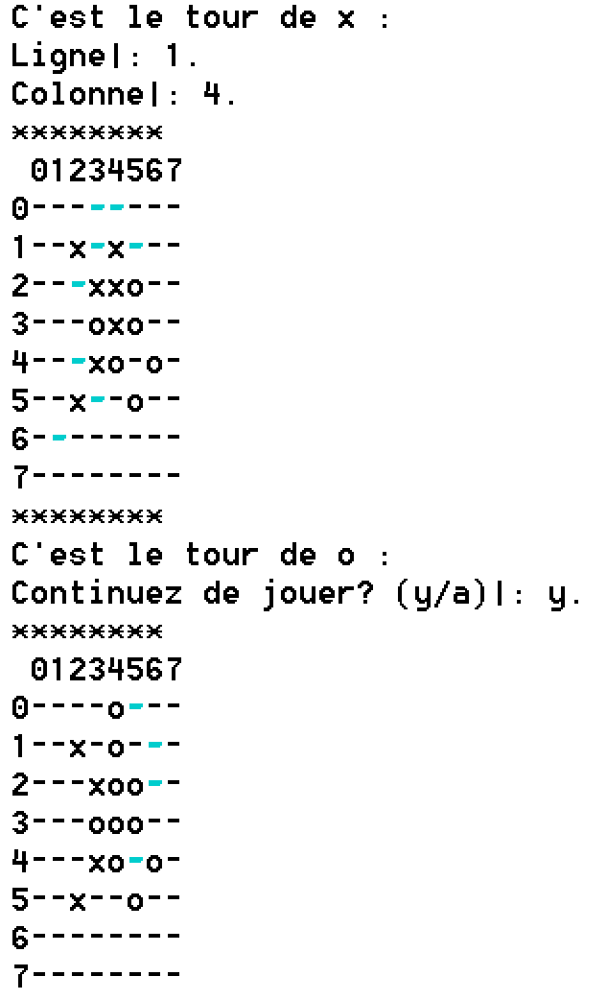 C'est le tour de x :
Ligne|: 1.
Colonne|: 4.
********
 01234567
0--------
1--x-x---
2---xxo--
3---oxo--
4---xo-o-
5--x--o--
6--------
7--------
********
C'est le tour de o :
Continuez de jouer? (y/a)|: y.
********
 01234567
0----o---
1--x-o---
2---xoo--
3---ooo--
4---xo-o-
5--x--o--
6--------
7--------